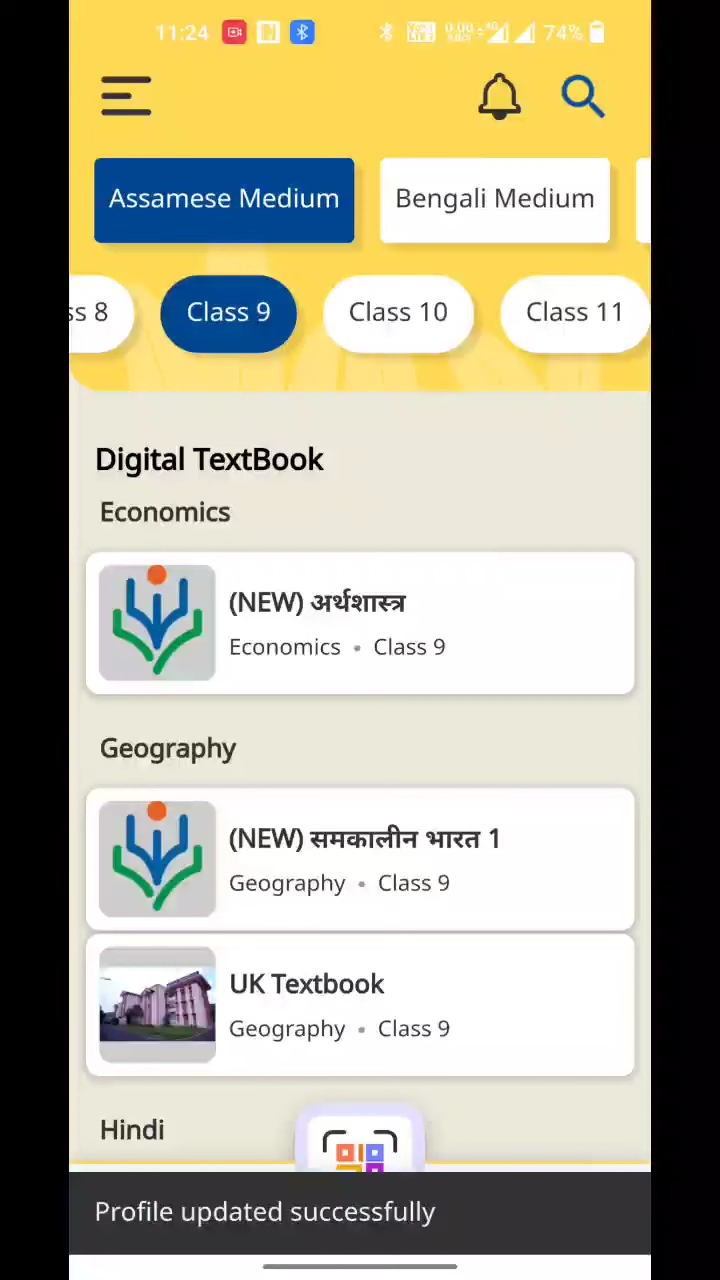 11:24
74%
Assamese Medium
Bengali Medium
ss 8
Class 9
Class 10
Class 11
Digital TextBook
Economics
(NEW) अर्थशास्त्र
Economics • Class 9
Geography
(NEW) समकालीन भारत 1
Geography • Class 9
UK Textbook
Geography • Class 9
Hindi
Profile updated successfully